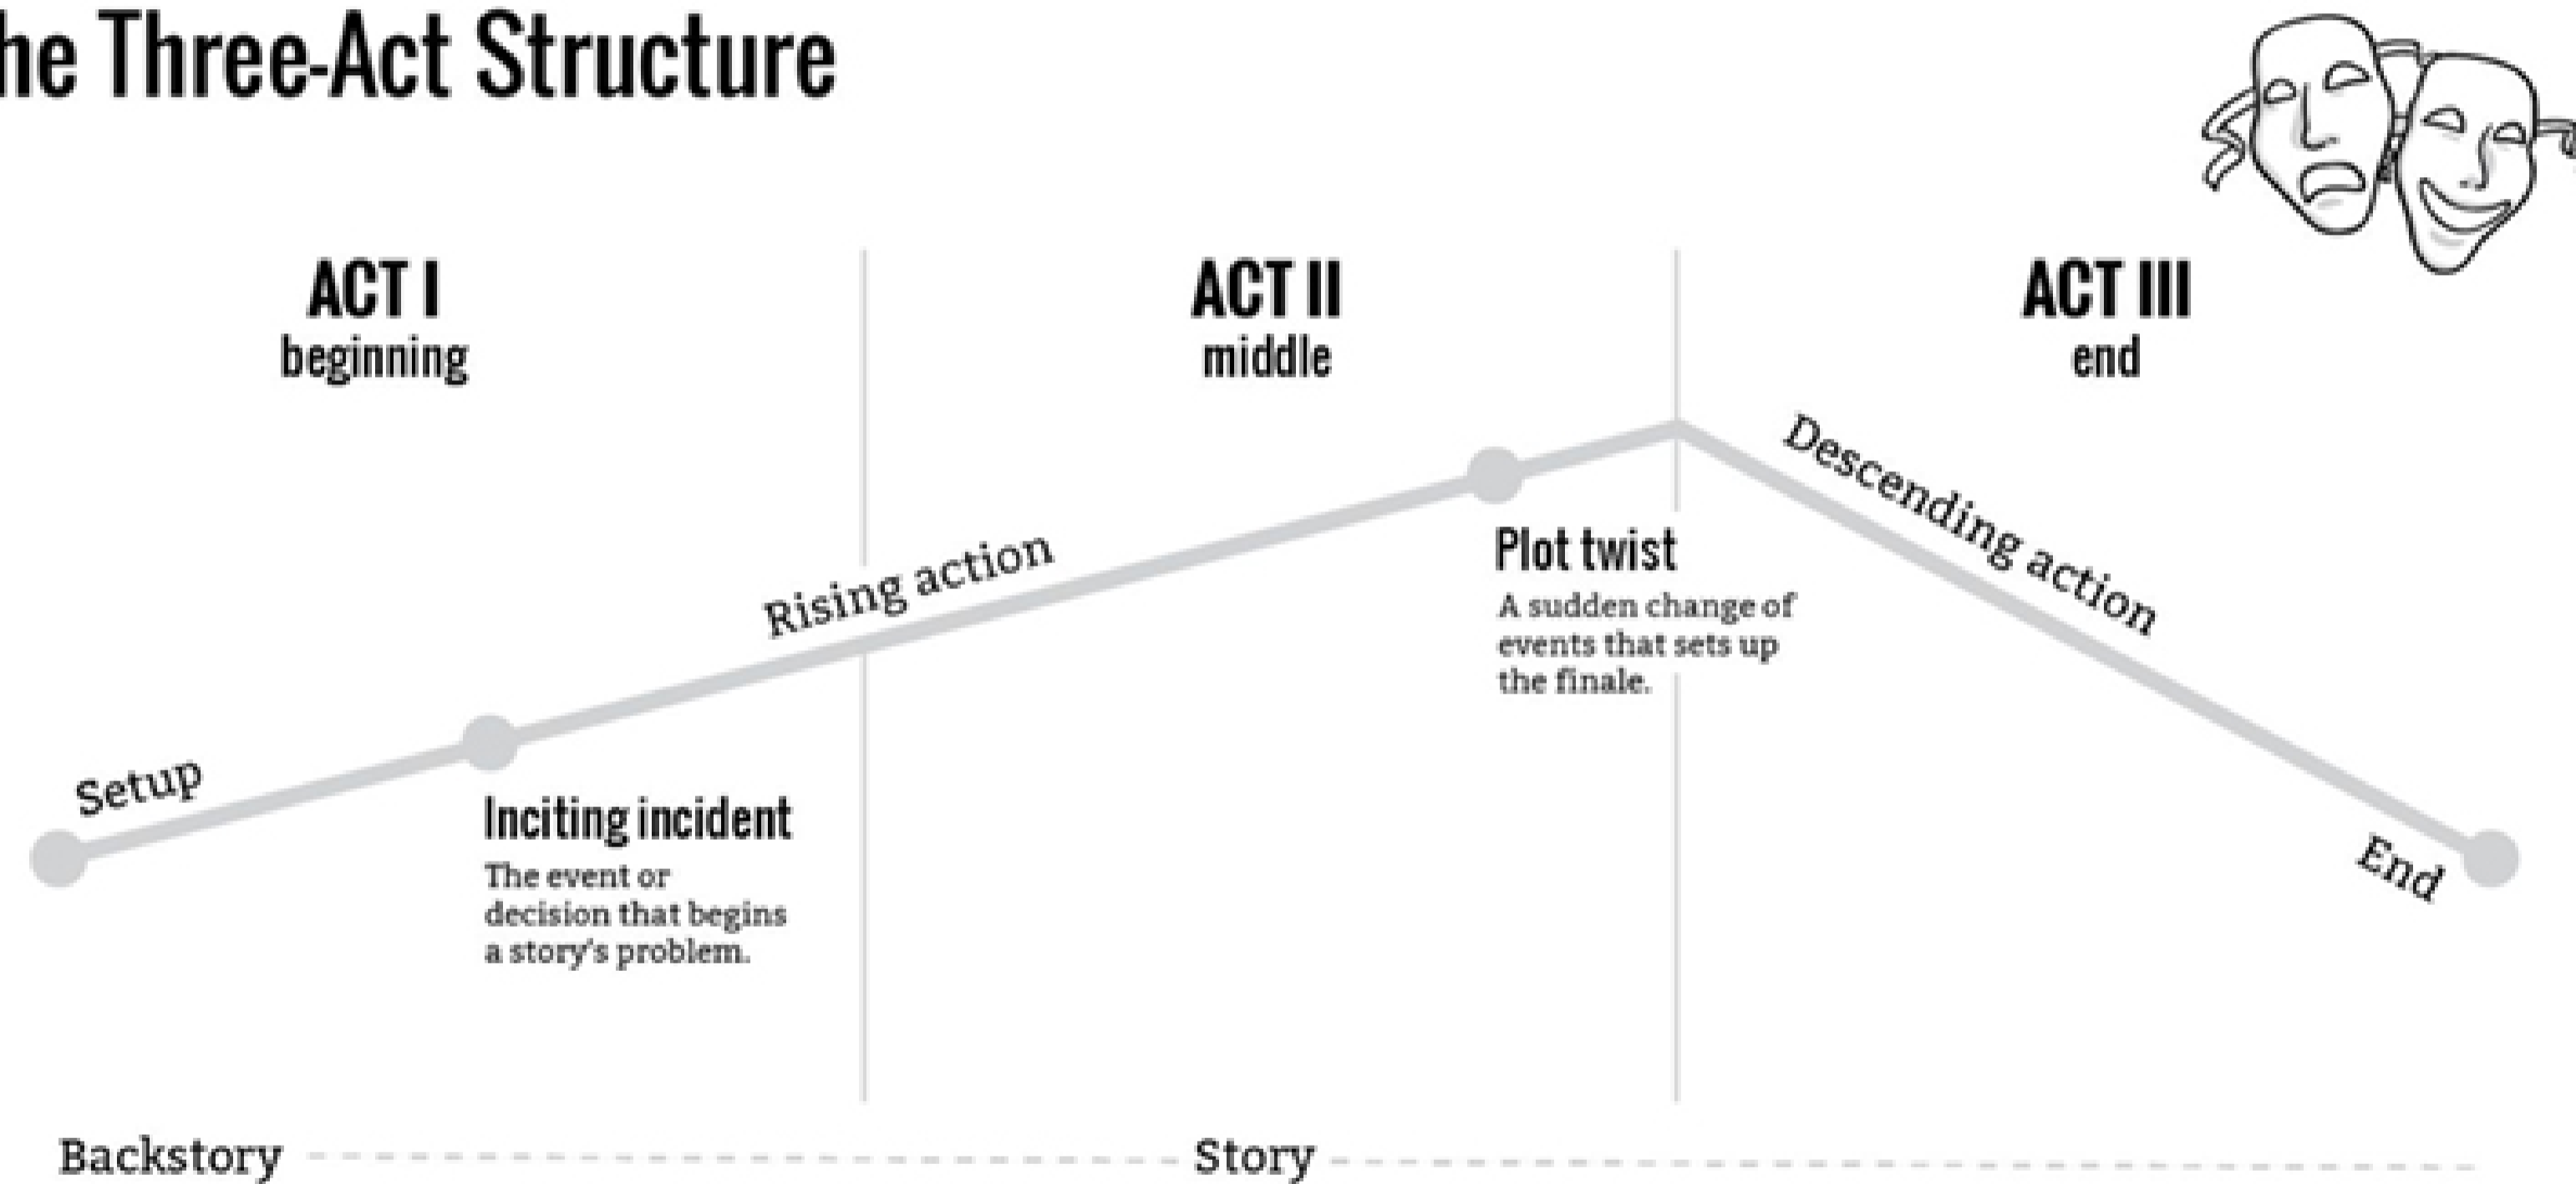 he Three-Act Structure
ACT I
beginning
ACT II
middle
ACT III
end
Setup
Inciting incident
The event or
decision that begins
a story's problem.
Rising action
Plot twist
A sudden change of
events that sets up
the finale.
Descending action
End
Backstory
Story